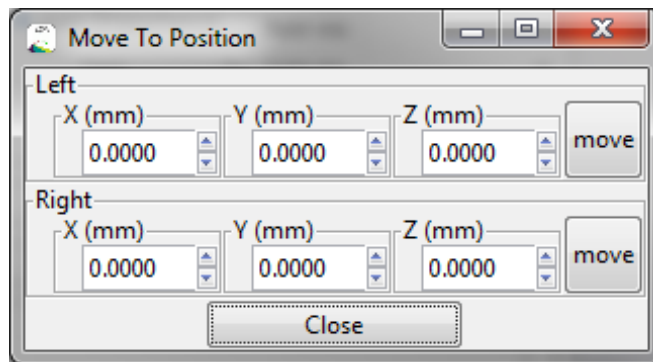 Move To Position
Left
X (mm) Y (mm) Z (mm)
0.0000 0.0000 0.0000 move
Right
X (mm) Y (mm) Z (mm)
0.0000 0.0000 0.0000 move
Close